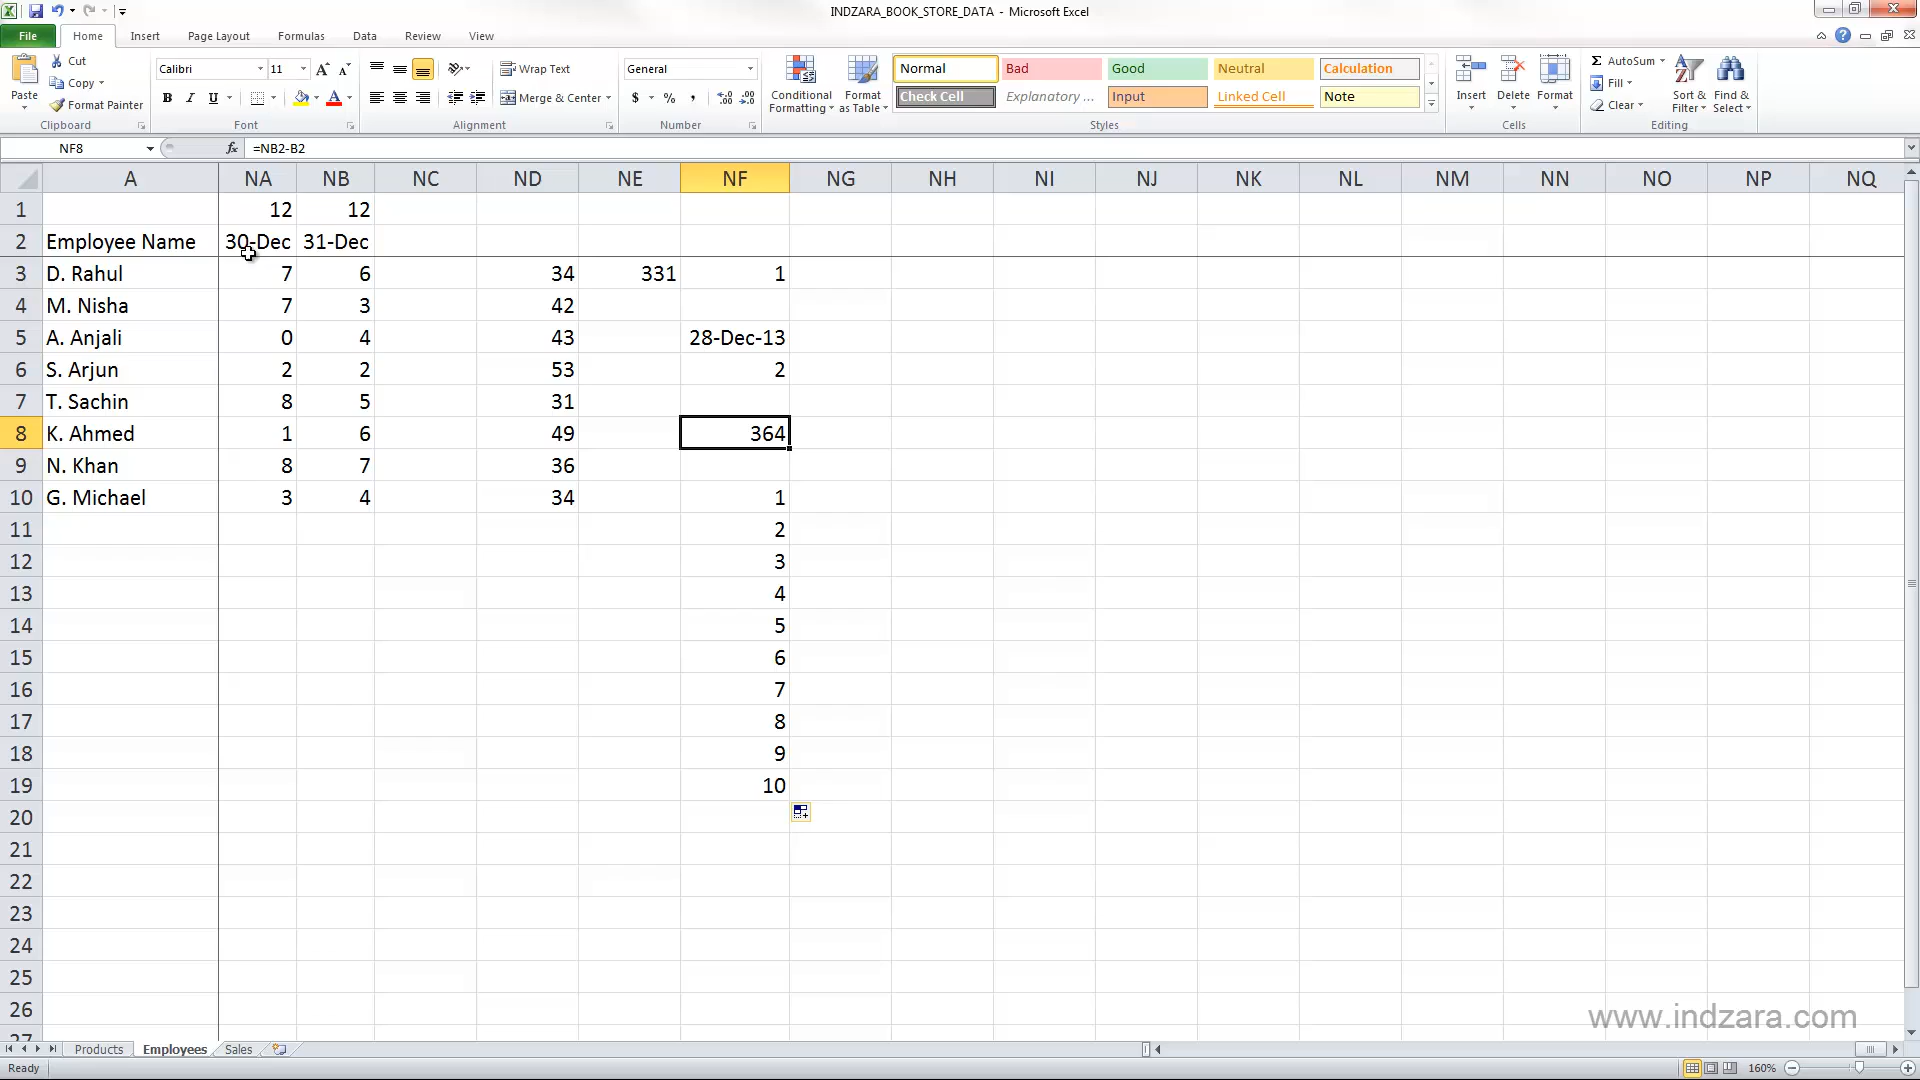 INDZARA_BOOK_STORE_DATA - Microsoft Excel
File Home Insert Page Layout Formulas Data Review View
Paste Cut Copy Format Painter Clipboard
Calibri 11 A A B I U A Font
Wrap Text Merge & Center Alignment
General $ % , .0 .00 .00 .0 Number
Conditional Formatting Format as Table
Normal Bad Good Neutral Calculation
Check Cell Explanatory ... Input Linked Cell Note
Styles
Insert Delete Format Cells
Σ AutoSum Fill Clear Sort & Filter Find & Select Editing
NF8 fx =NB2-B2
A NA NB NC ND NE NF NG NH NI NJ NK NL NM NN NO NP NQ
1 12 12
2 Employee Name 30-Dec 31-Dec
3 D. Rahul 7 6 34 331 1
4 M. Nisha 7 3 42
5 A. Anjali 0 4 43 28-Dec-13
6 S. Arjun 2 2 53 2
7 T. Sachin 8 5 31
8 K. Ahmed 1 6 49 364
9 N. Khan 8 7 36
10 G. Michael 3 4 34 1
11 2
12 3
13 4
14 5
15 6
16 7
17 8
18 9
19 10
20
21
22
23
24
25
26
27
www.indzara.com
Products Employees Sales
Ready 160%